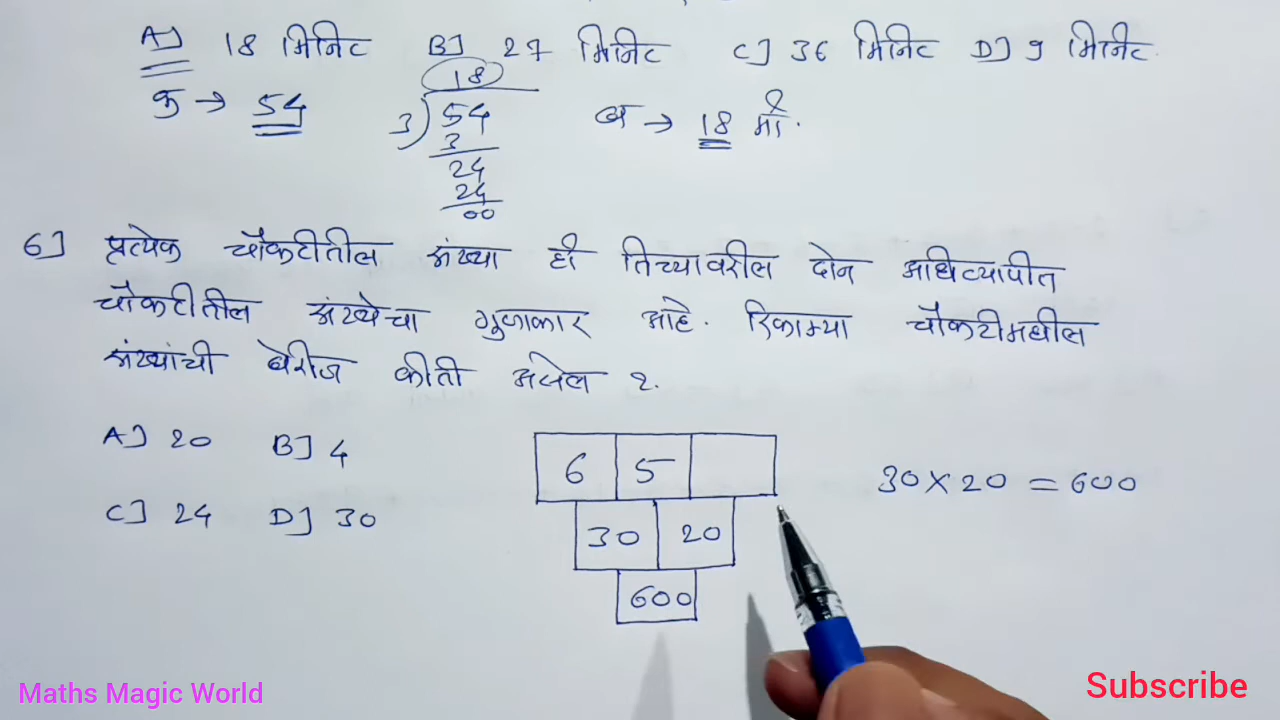 A] 18 मिनिट B] 27 मिनिट C] 36 मिनिट D] 9 मिनिट.
क → 54
18
3) 54
3
24
24
00
ब → 18 मी.
6] प्रत्येक चौकटीतील संख्या ही तिच्यावरील दोन अधिव्यापीत
चौकटीतील संख्येचा गुणाकार आहे. रिकाम्या चौकटीमधील
संख्यांची बेरीज कीती असेल ?.
A] 20 B] 4
C] 24 D] 30
6 5
30 20
600
30 × 20 = 600
Maths Magic World
Subscribe